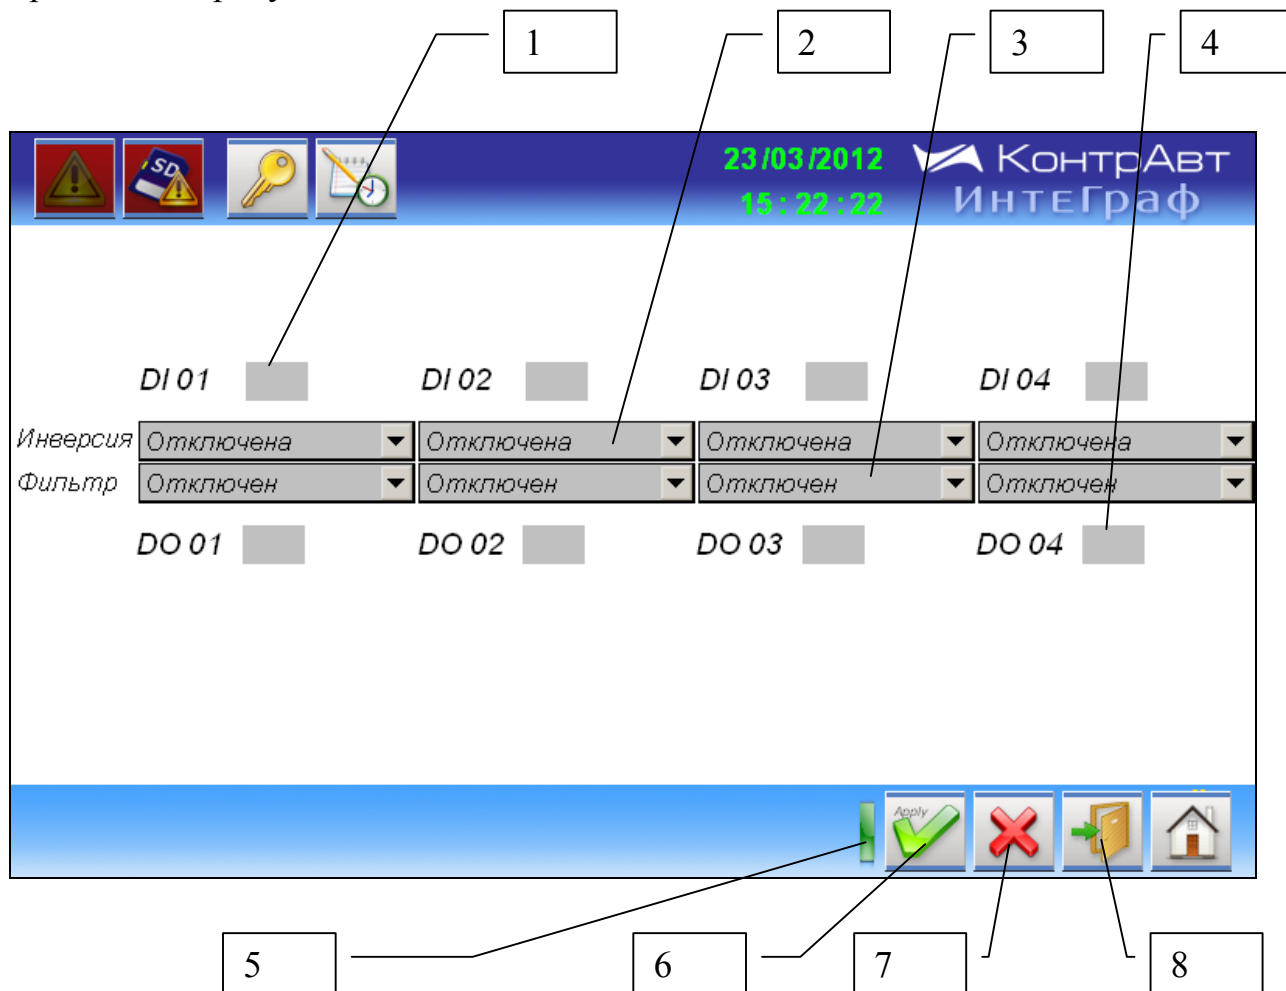 1 2 3 4
SD
23/03/2012 КонтрАвт
15:22:22 ИнтеГраф
DI 01 DI 02 DI 03 DI 04
Инверсия Отключена Отключена Отключена Отключена
Фильтр Отключен Отключен Отключен Отключен
DO 01 DO 02 DO 03 DO 04
Apply
5 6 7 8